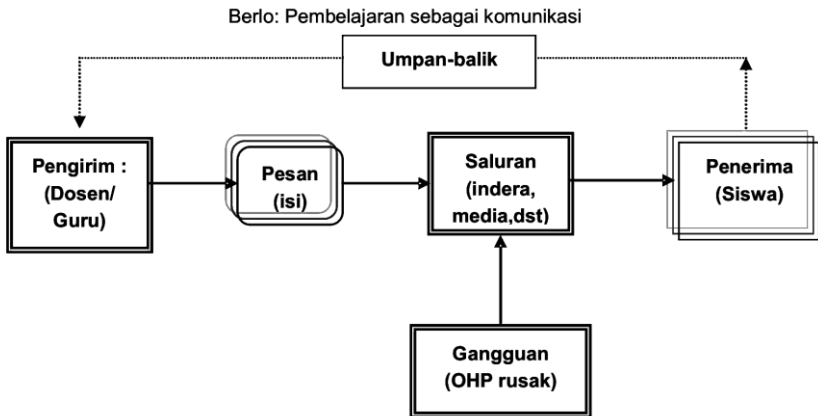 Berlo: Pembelajaran sebagai komunikasi
Umpan-balik
Pengirim :
(Dosen/
Guru)
Pesan
(isi)
Saluran
(indera,
media,dst)
Penerima
(Siswa)
Gangguan
(OHP rusak)